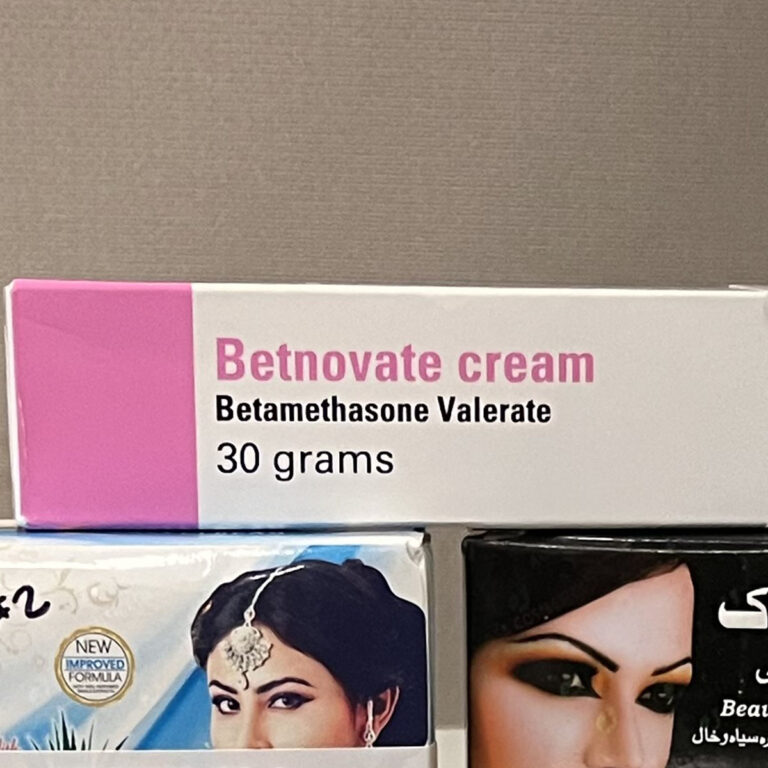 Betnovate cream
Betamethasone Valerate
30 grams
NEW
IMPROVED
FORMULA
Beau